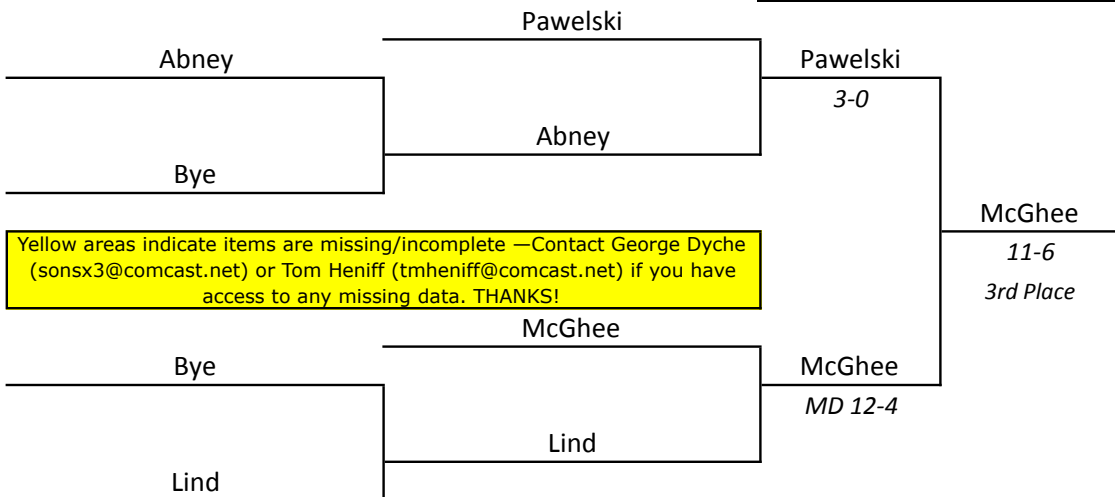 Pawelski
Abney
Pawelski
3-0
Abney
Bye
McGhee
Yellow areas indicate items are missing/incomplete —Contact George Dyche
(sonsx3@comcast.net) or Tom Heniff (tmheniff@comcast.net) if you have
access to any missing data. THANKS!
11-6
3rd Place
McGhee
Bye
McGhee
MD 12-4
Lind
Lind